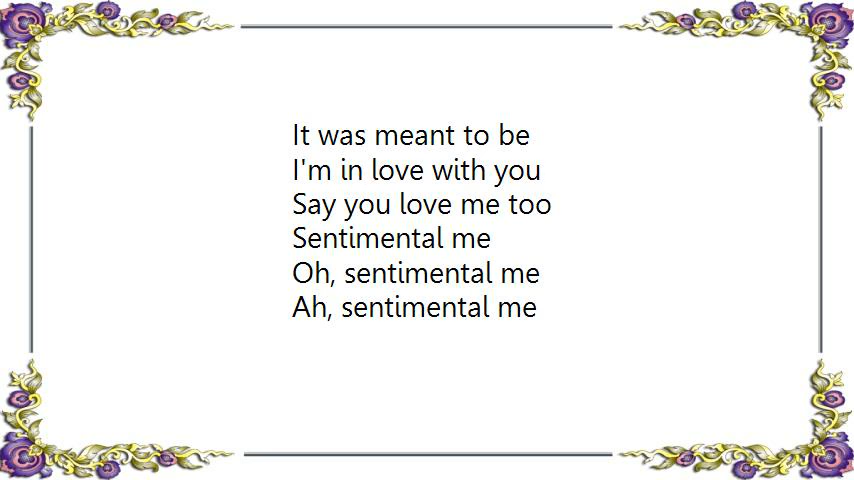 It was meant to be
I'm in love with you
Say you love me too
Sentimental me
Oh, sentimental me
Ah, sentimental me